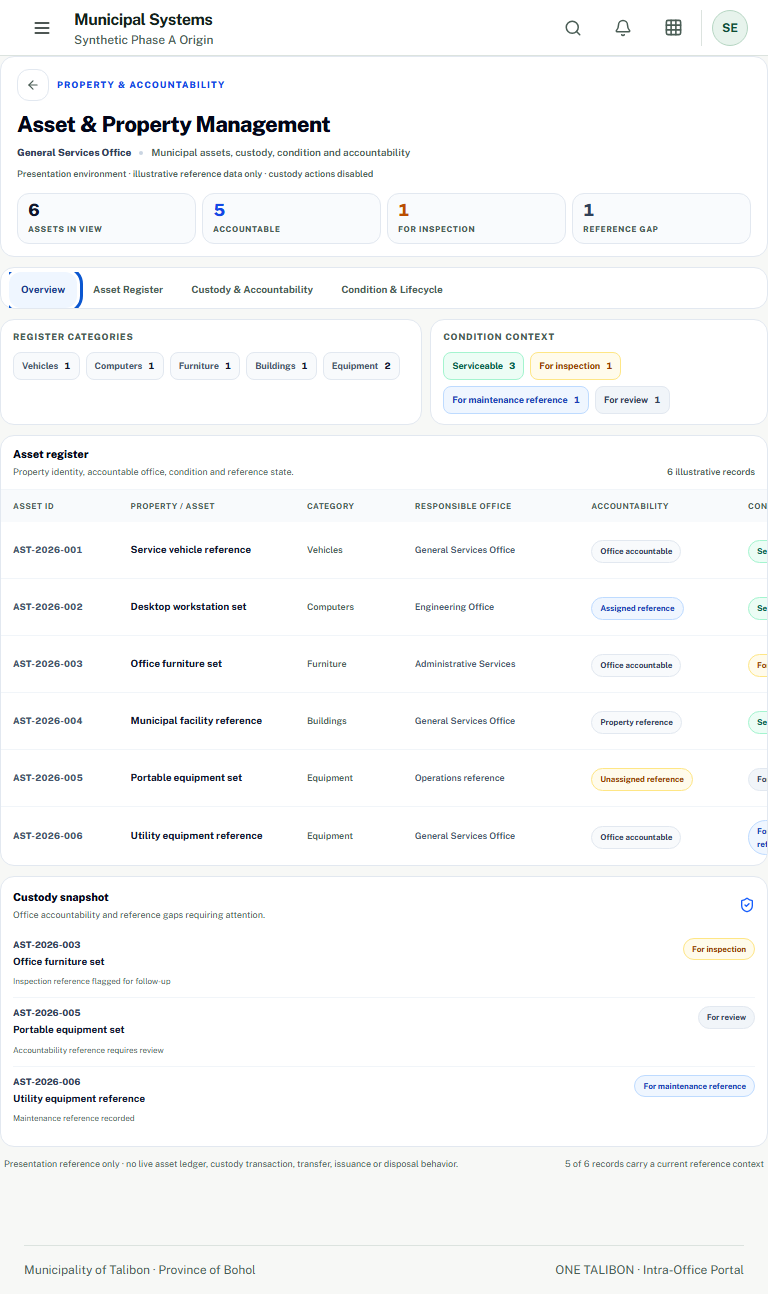 Municipal Systems
Synthetic Phase A Origin
SE
PROPERTY & ACCOUNTABILITY
Asset & Property Management
General Services Office • Municipal assets, custody, condition and accountability
Presentation environment · illustrative reference data only · custody actions disabled
6
ASSETS IN VIEW
5
ACCOUNTABLE
1
FOR INSPECTION
1
REFERENCE GAP
Overview Asset Register Custody & Accountability Condition & Lifecycle
REGISTER CATEGORIES
Vehicles 1 Computers 1 Furniture 1 Buildings 1 Equipment 2
CONDITION CONTEXT
Serviceable 3 For inspection 1
For maintenance reference 1 For review 1
Asset register
Property identity, accountable office, condition and reference state.
6 illustrative records
ASSET ID PROPERTY / ASSET CATEGORY RESPONSIBLE OFFICE ACCOUNTABILITY CON
AST-2026-001 Service vehicle reference Vehicles General Services Office Office accountable Se
AST-2026-002 Desktop workstation set Computers Engineering Office Assigned reference Se
AST-2026-003 Office furniture set Furniture Administrative Services Office accountable Fo
AST-2026-004 Municipal facility reference Buildings General Services Office Property reference Se
AST-2026-005 Portable equipment set Equipment Operations reference Unassigned reference Fo
AST-2026-006 Utility equipment reference Equipment General Services Office Office accountable Fo
ref
Custody snapshot
Office accountability and reference gaps requiring attention.
AST-2026-003
Office furniture set
Inspection reference flagged for follow-up
For inspection
AST-2026-005
Portable equipment set
Accountability reference requires review
For review
AST-2026-006
Utility equipment reference
Maintenance reference recorded
For maintenance reference
Presentation reference only · no live asset ledger, custody transaction, transfer, issuance or disposal behavior.
5 of 6 records carry a current reference context
Municipality of Talibon · Province of Bohol
ONE TALIBON · Intra-Office Portal